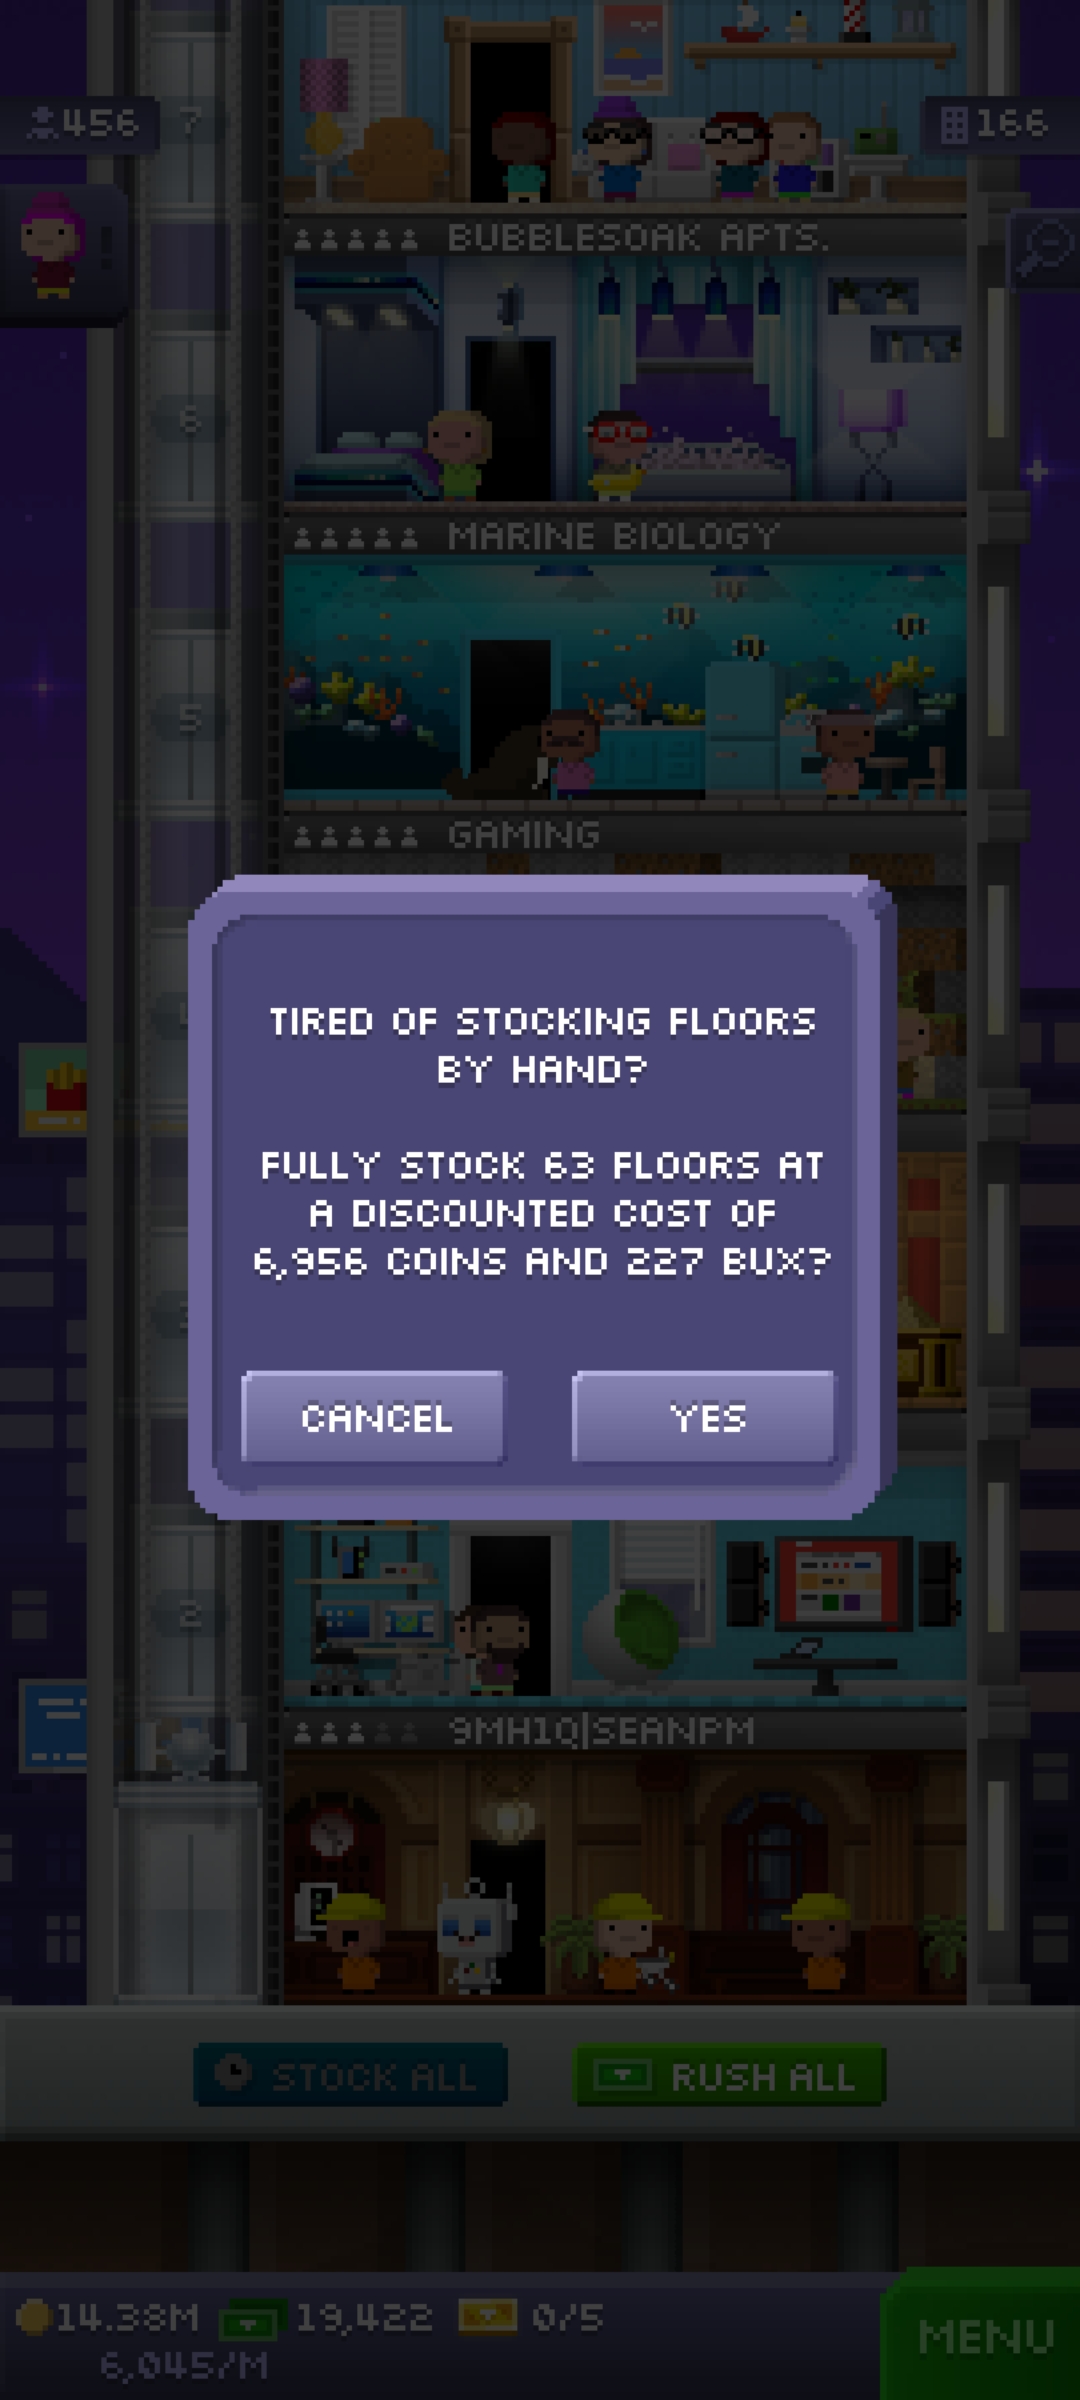 456
7
166
BUBBLESOAK APTS.
6
MARINE BIOLOGY
5
GAMING
TIRED OF STOCKING FLOORS
BY HAND?
FULLY STOCK 63 FLOORS AT
A DISCOUNTED COST OF
6,956 COINS AND 227 BUX?
CANCEL
YES
2
9MH1Q|SEANPM
STOCK ALL
RUSH ALL
14.38M
19,422
0/5
6,045/M
MENU